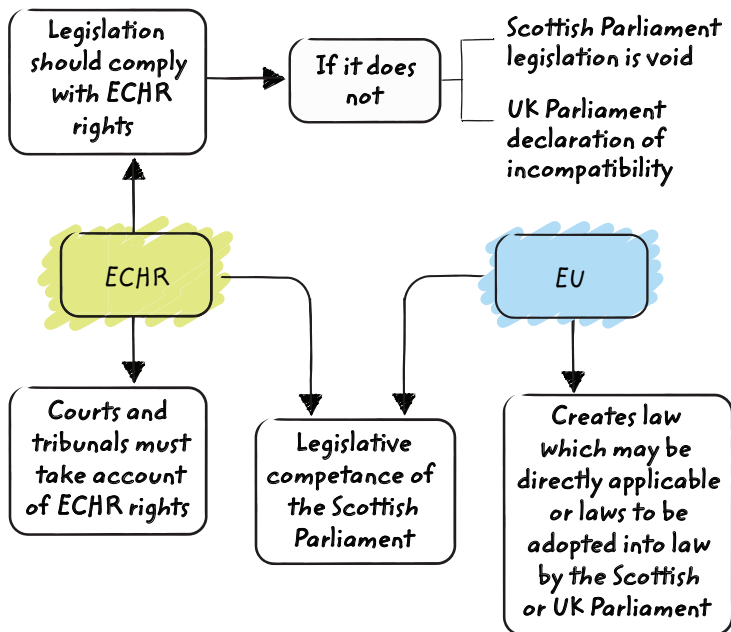 Legislation
should comply
with ECHR
rights
If it does
not
Scottish Parliament
legislation is void
UK Parliament
declaration of
incompatibility
ECHR
EU
Courts and
tribunals must
take account
of ECHR rights
Legislative
competance of
the Scottish
Parliament
Creates law
which may be
directly applicable
or laws to be
adopted into law
by the Scottish
or UK Parliament